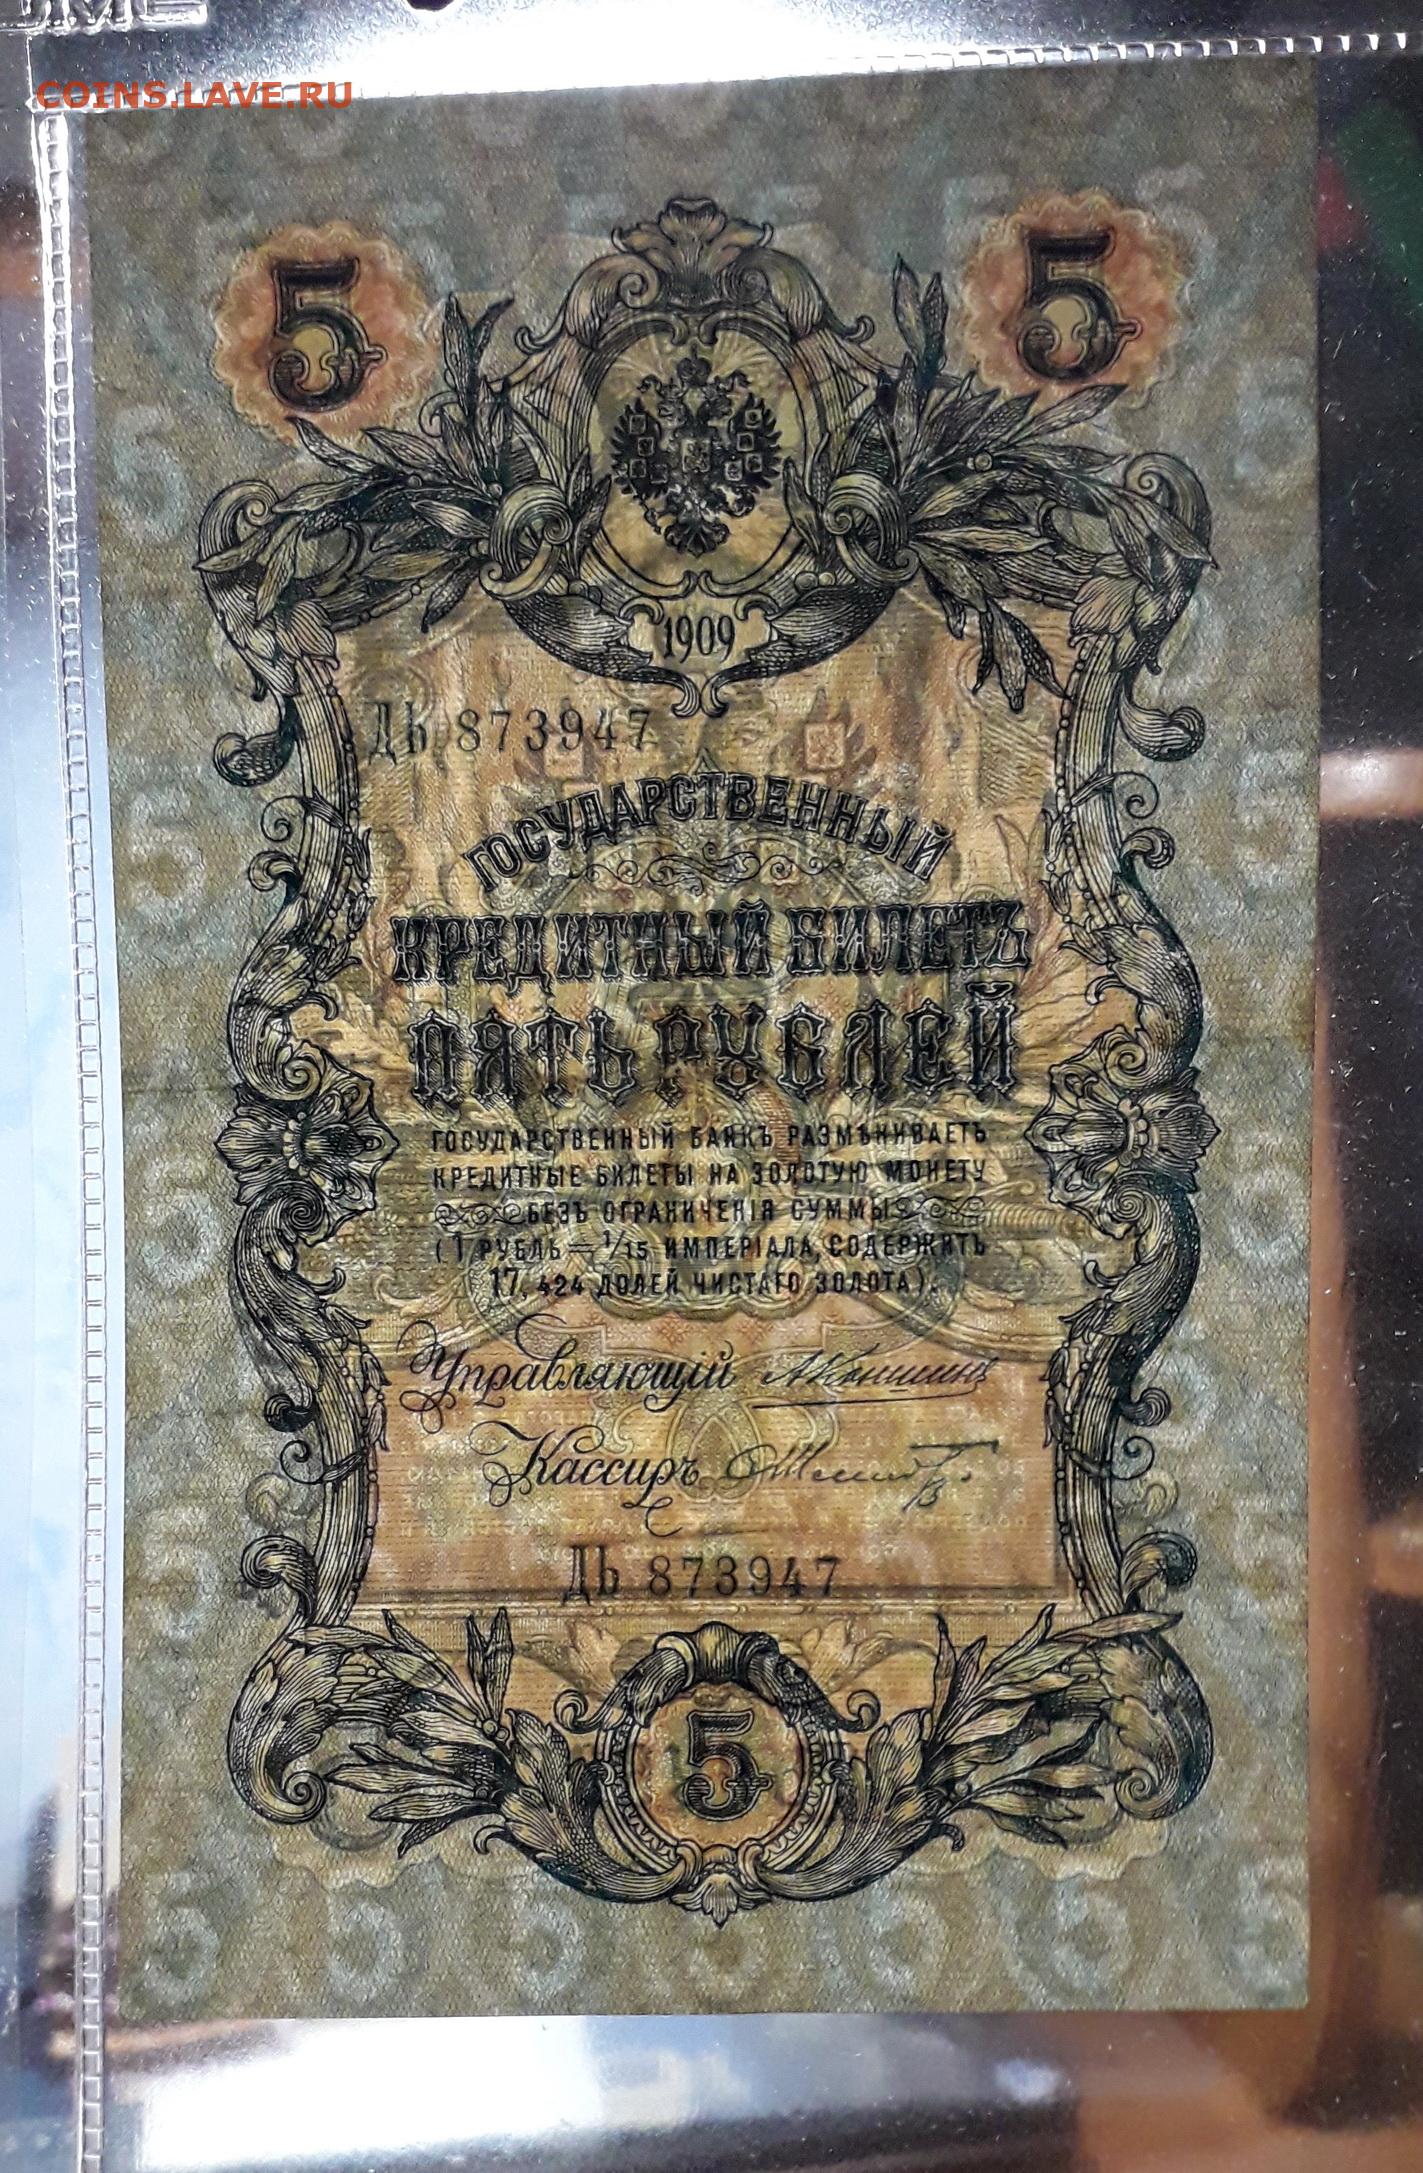 COINS.LAVE.RU
5
5
1909
ДЬ 873947
ГОСУДАРСТВЕННЫЙ
КРЕДИТНЫЙ БИЛЕТЪ
ПЯТЬ РУБЛЕЙ
ГОСУДАРСТВЕННЫЙ БАНКЪ РАЗМѢНИВАЕТЪ
КРЕДИТНЫЕ БИЛЕТЫ НА ЗОЛОТУЮ МОНЕТУ
БЕЗЪ ОГРАНИЧЕНІЯ СУММЫ
(1 РУБЛЬ = 1/15 ИМПЕРІАЛА, СОДЕРЖИТЪ
17,424 ДОЛЕЙ ЧИСТАГО ЗОЛОТА).
Управляющій А Коншинъ
Кассиръ
ДЬ 873947
5